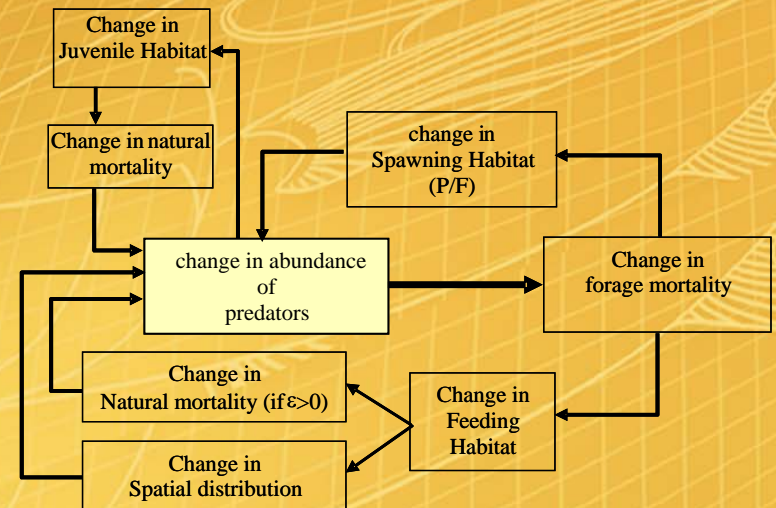 Change in
Juvenile Habitat
Change in natural
mortality
change in
Spawning Habitat
(P/F)
change in abundance
of
predators
Change in
forage mortality
Change in
Natural mortality (if ε>0)
Change in
Feeding
Habitat
Change in
Spatial distribution